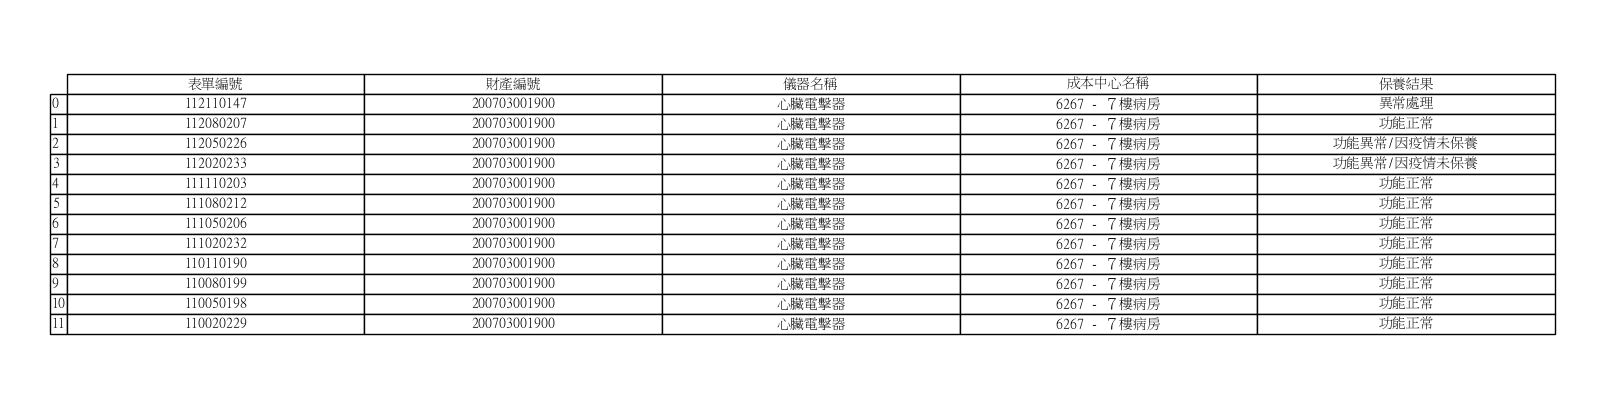 表單編號 財產編號 儀器名稱 成本中心名稱 保養結果
0 112110147 200703001900 心臟電擊器 6267 - 7樓病房 異常處理
1 112080207 200703001900 心臟電擊器 6267 - 7樓病房 功能正常
2 112050226 200703001900 心臟電擊器 6267 - 7樓病房 功能異常/因疫情未保養
3 112020233 200703001900 心臟電擊器 6267 - 7樓病房 功能異常/因疫情未保養
4 111110203 200703001900 心臟電擊器 6267 - 7樓病房 功能正常
5 111080212 200703001900 心臟電擊器 6267 - 7樓病房 功能正常
6 111050206 200703001900 心臟電擊器 6267 - 7樓病房 功能正常
7 111020232 200703001900 心臟電擊器 6267 - 7樓病房 功能正常
8 110110190 200703001900 心臟電擊器 6267 - 7樓病房 功能正常
9 110080199 200703001900 心臟電擊器 6267 - 7樓病房 功能正常
10 110050198 200703001900 心臟電擊器 6267 - 7樓病房 功能正常
11 110020229 200703001900 心臟電擊器 6267 - 7樓病房 功能正常